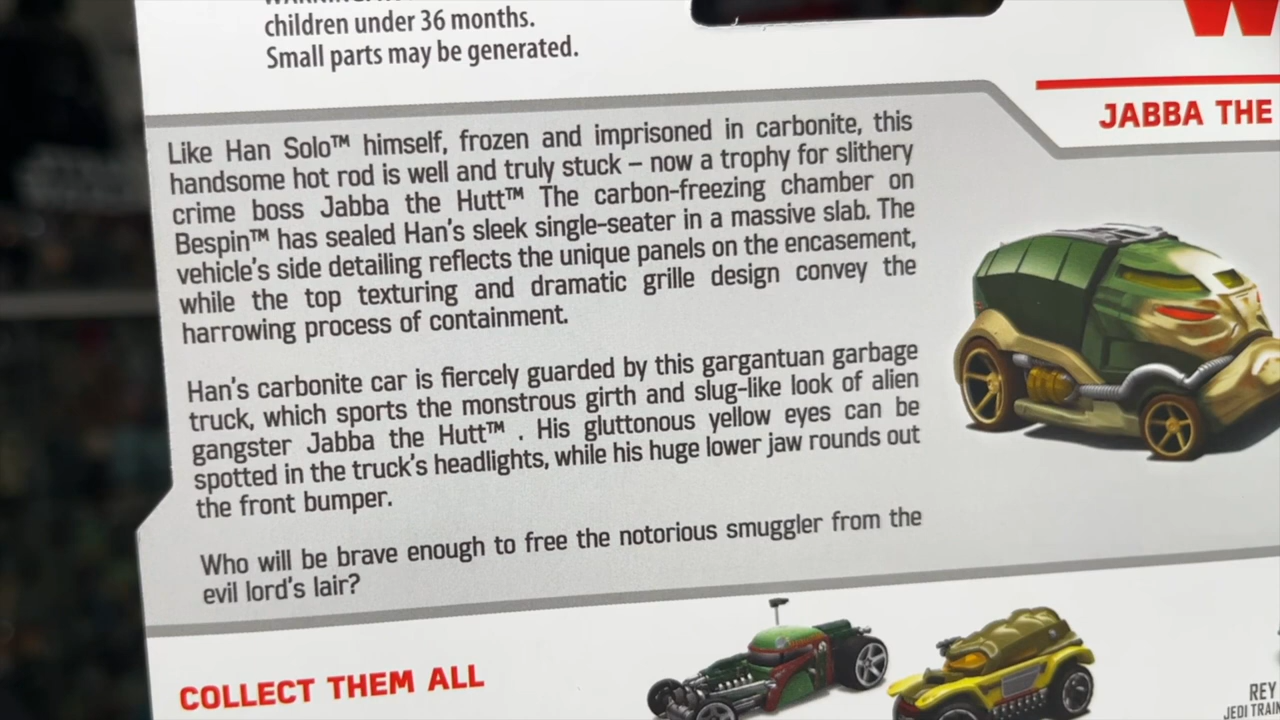 children under 36 months.
Small parts may be generated.
JABBA THE
Like Han Solo™ himself, frozen and imprisoned in carbonite, this
handsome hot rod is well and truly stuck – now a trophy for slithery
crime boss Jabba the Hutt™ The carbon-freezing chamber on
Bespin™ has sealed Han's sleek single-seater in a massive slab. The
vehicle's side detailing reflects the unique panels on the encasement,
while the top texturing and dramatic grille design convey the
harrowing process of containment.
Han's carbonite car is fiercely guarded by this gargantuan garbage
truck, which sports the monstrous girth and slug-like look of alien
gangster Jabba the Hutt™ . His gluttonous yellow eyes can be
spotted in the truck's headlights, while his huge lower jaw rounds out
the front bumper.
Who will be brave enough to free the notorious smuggler from the
evil lord's lair?
COLLECT THEM ALL
REY
JEDI TRAIN